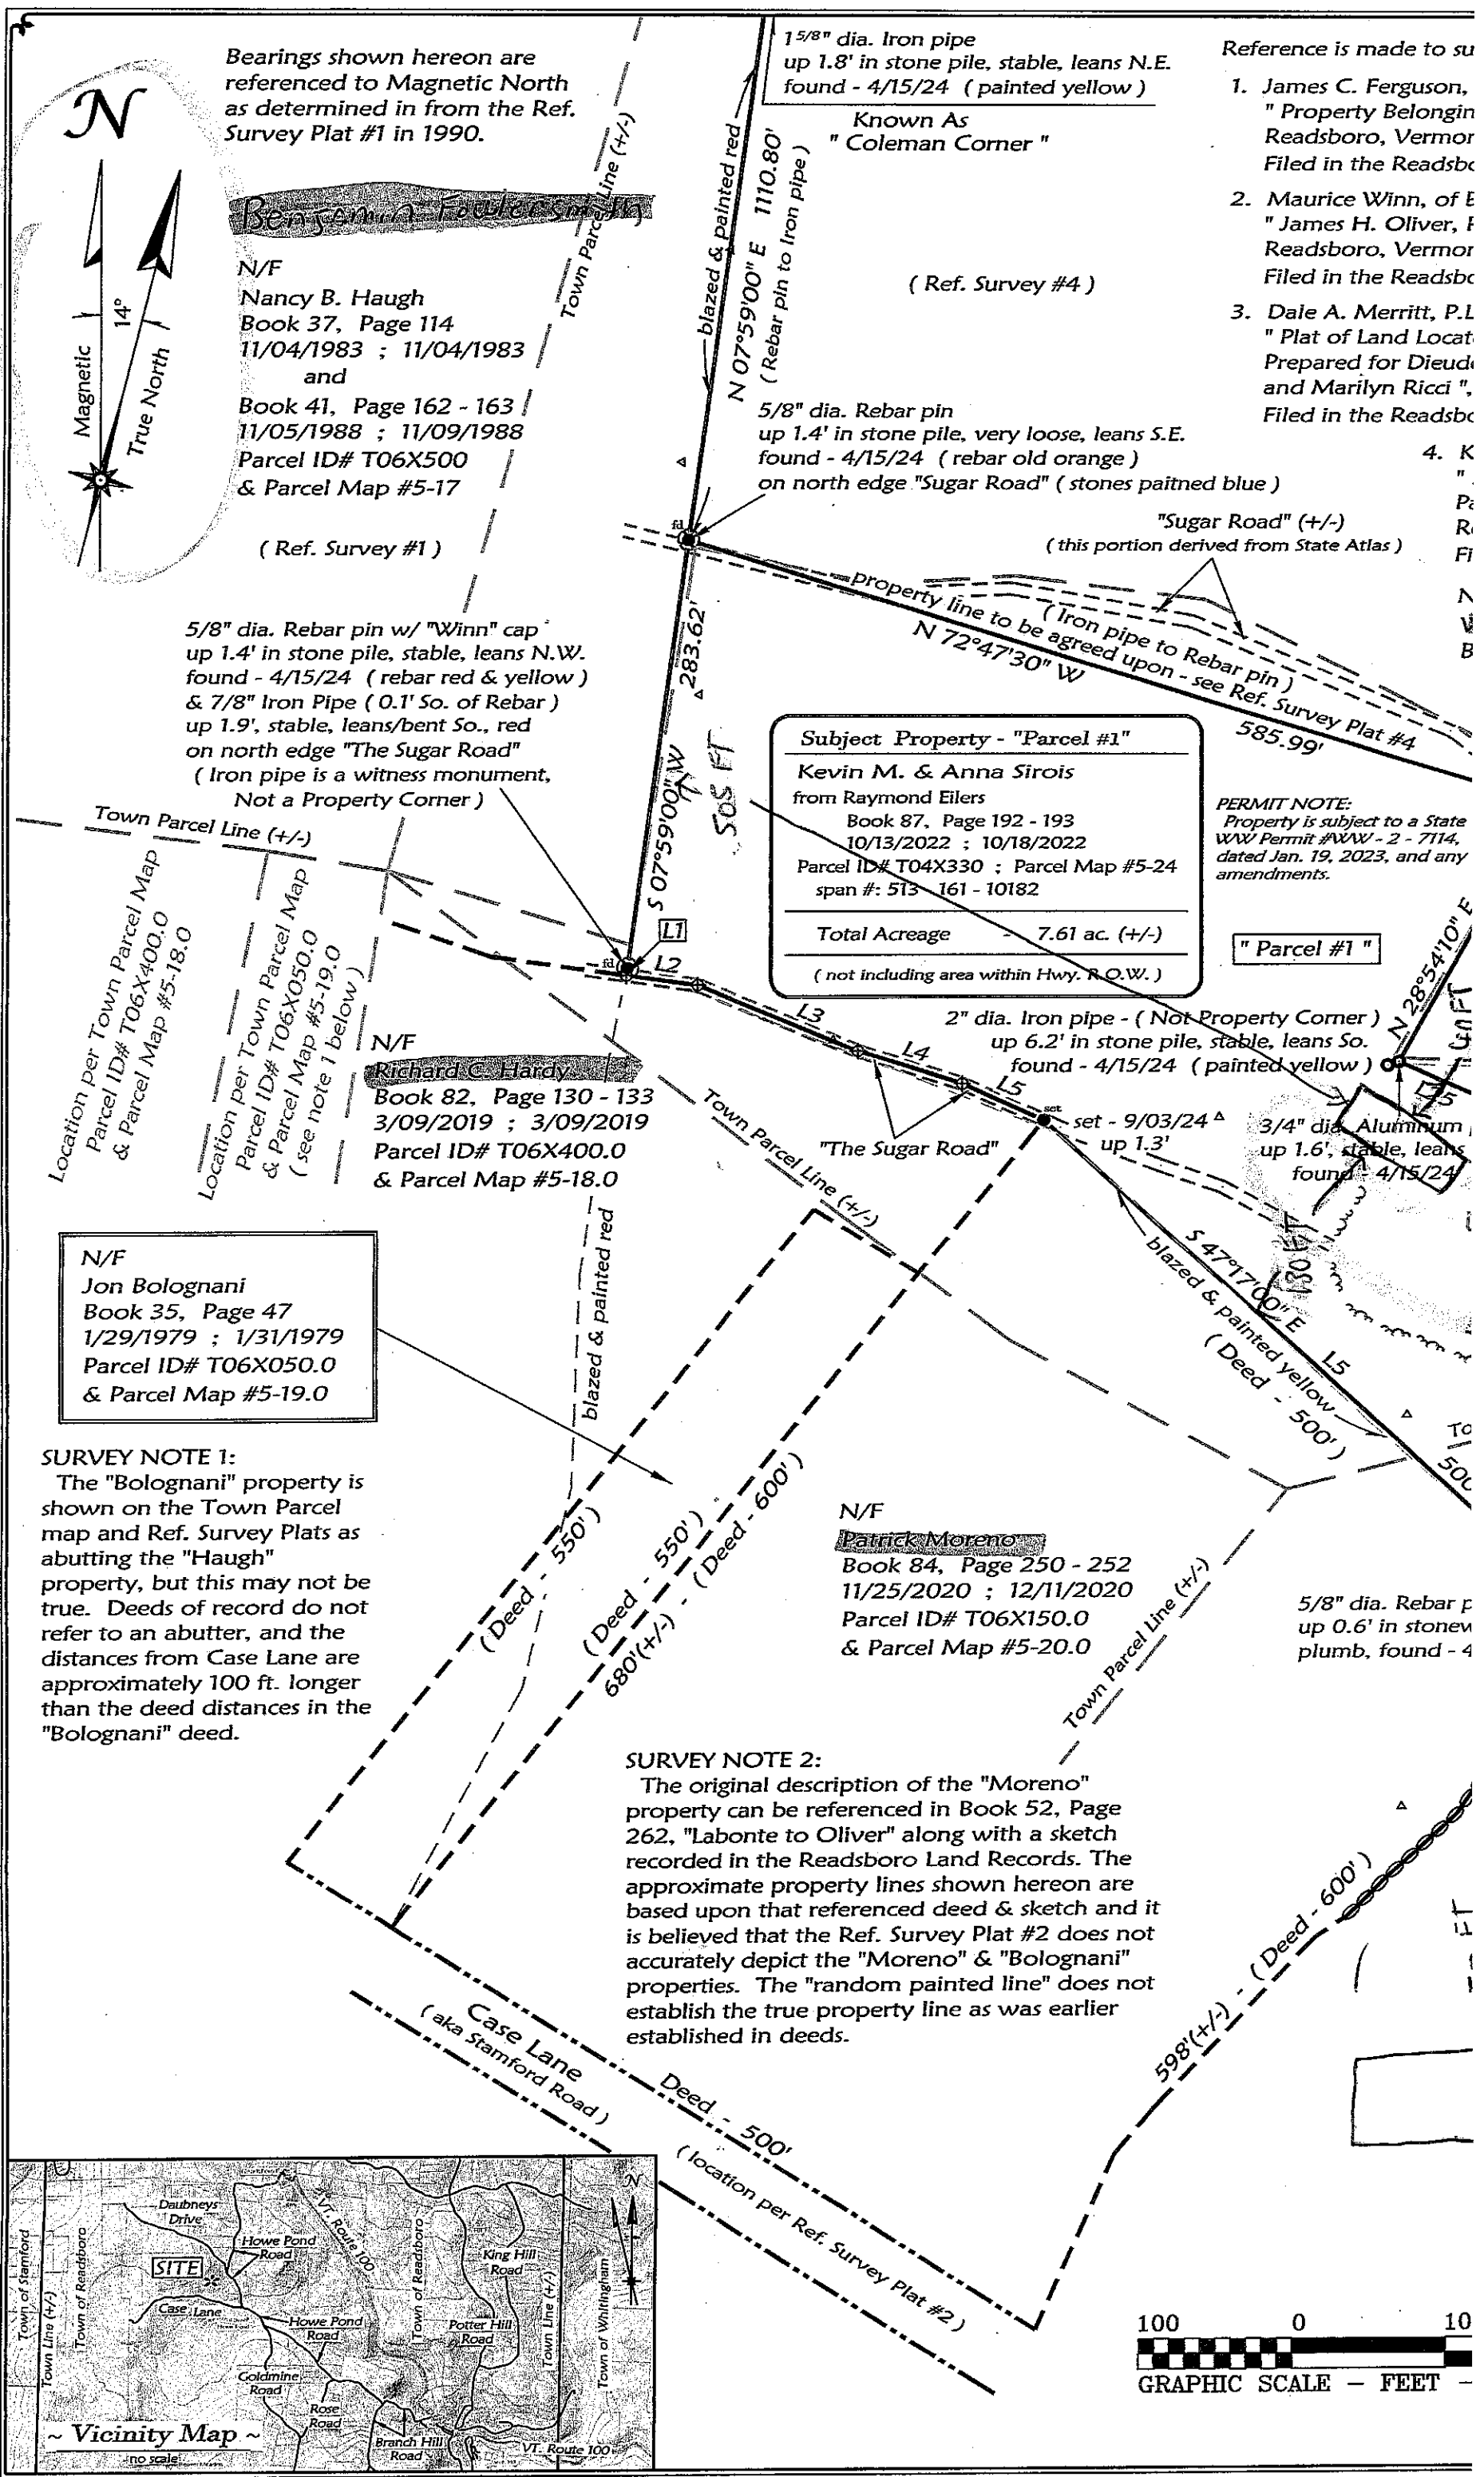 Bearings shown hereon are
referenced to Magnetic North
as determined in from the Ref.
Survey Plat #1 in 1990.
N
14°
Magnetic
True North
Benjamin Fowlersmith
N/F
Nancy B. Haugh
Book 37, Page 114
11/04/1983 ; 11/04/1983
and
Book 41, Page 162 - 163
11/05/1988 ; 11/09/1988
Parcel ID# T06X500
& Parcel Map #5-17
( Ref. Survey #1 )
Town Parcel Line (+/-)
1 5/8" dia. Iron pipe
up 1.8' in stone pile, stable, leans N.E.
found - 4/15/24 ( painted yellow )
Known As
" Coleman Corner "
blazed & painted red
N 07°59'00" E 1110.80'
( Rebar pin to Iron pipe )
( Ref. Survey #4 )
Reference is made to su
1. James C. Ferguson,
" Property Belongin
Readsboro, Vermor
Filed in the Readsbo
2. Maurice Winn, of B
" James H. Oliver, P
Readsboro, Vermor
Filed in the Readsbo
3. Dale A. Merritt, P.L
" Plat of Land Locat
Prepared for Dieud
and Marilyn Ricci ",
Filed in the Readsbo
4. K
"
Pa
R
Fi
N
B
5/8" dia. Rebar pin
up 1.4' in stone pile, very loose, leans S.E.
found - 4/15/24 ( rebar old orange )
on north edge "Sugar Road" ( stones paitned blue )
fd
"Sugar Road" (+/-)
( this portion derived from State Atlas )
( Iron pipe to Rebar pin )
property line to be agreed upon - see Ref. Survey Plat #4
N 72°47'30" W
585.99'
5/8" dia. Rebar pin w/ "Winn" cap
up 1.4' in stone pile, stable, leans N.W.
found - 4/15/24 ( rebar red & yellow )
& 7/8" Iron Pipe ( 0.1' So. of Rebar )
up 1.9', stable, leans/bent So., red
on north edge "The Sugar Road"
( Iron pipe is a witness monument,
Not a Property Corner )
S 07°59'00" W 283.62'
505 FT
Subject Property - "Parcel #1"
Kevin M. & Anna Sirois
from Raymond Eilers
Book 87, Page 192 - 193
10/13/2022 ; 10/18/2022
Parcel ID# T04X330 ; Parcel Map #5-24
span #: 513 - 161 - 10182
Total Acreage - 7.61 ac. (+/-)
( not including area within Hwy. R.O.W. )
PERMIT NOTE:
Property is subject to a State
WW Permit #WW - 2 - 7114,
dated Jan. 19, 2023, and any
amendments.
" Parcel #1 "
N 28°54'10" E
40 FT
Town Parcel Line (+/-)
Location per Town Parcel Map
Parcel ID# T06X400.0
& Parcel Map #5-18.0
Location per Town Parcel Map
Parcel ID# T06X050.0
& Parcel Map #5-19.0
( see note 1 below )
fd
L1
L2
L3
L4
L5
set
2" dia. Iron pipe - ( Not Property Corner )
up 6.2' in stone pile, stable, leans So.
found - 4/15/24 ( painted yellow )
N/F
Richard C. Hardy
Book 82, Page 130 - 133
3/09/2019 ; 3/09/2019
Parcel ID# T06X400.0
& Parcel Map #5-18.0
Town Parcel Line (+/-)
"The Sugar Road"
set - 9/03/24
up 1.3'
3/4" dia. Aluminum
up 1.6', stable, leans
found - 4/15/24
130 FT
S 47°17'00" E
L5
blazed & painted yellow
( Deed - 500' )
To
500
blazed & painted red
N/F
Jon Bolognani
Book 35, Page 47
1/29/1979 ; 1/31/1979
Parcel ID# T06X050.0
& Parcel Map #5-19.0
SURVEY NOTE 1:
The "Bolognani" property is
shown on the Town Parcel
map and Ref. Survey Plats as
abutting the "Haugh"
property, but this may not be
true. Deeds of record do not
refer to an abutter, and the
distances from Case Lane are
approximately 100 ft. longer
than the deed distances in the
"Bolognani" deed.
( Deed - 550' )
( Deed - 550' )
680'(+/-) - ( Deed - 600' )
N/F
Patrick Moreno
Book 84, Page 250 - 252
11/25/2020 ; 12/11/2020
Parcel ID# T06X150.0
& Parcel Map #5-20.0
Town Parcel Line (+/-)
5/8" dia. Rebar p
up 0.6' in stonew
plumb, found - 4
SURVEY NOTE 2:
The original description of the "Moreno"
property can be referenced in Book 52, Page
262, "Labonte to Oliver" along with a sketch
recorded in the Readsboro Land Records. The
approximate property lines shown hereon are
based upon that referenced deed & sketch and it
is believed that the Ref. Survey Plat #2 does not
accurately depict the "Moreno" & "Bolognani"
properties. The "random painted line" does not
establish the true property line as was earlier
established in deeds.
598'(+/-) - ( Deed - 600' )
FT
Case Lane
( aka Stamford Road )
Deed - 500'
( location per Ref. Survey Plat #2 )
Town of Stamford
Town Line (+/-)
Town of Readsboro
Daubneys
Drive
SITE
Howe Pond
Road
VT. Route 100
Case Lane
Howe Pond
Road
Goldmine
Road
Rose
Road
Branch Hill
Road
Town of Readsboro
King Hill
Road
Potter Hill
Road
Town Line (+/-)
Town of Whitingham
N
VT. Route 100
~ Vicinity Map ~
no scale
100 0 10
GRAPHIC SCALE - FEET -